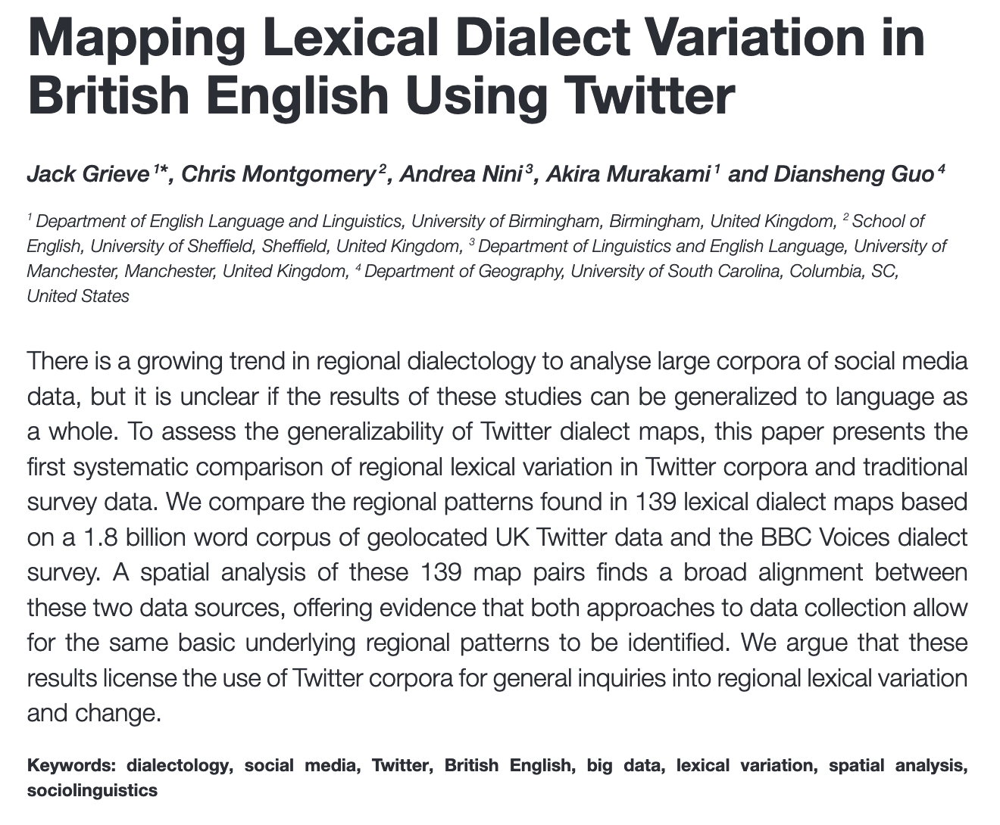 Mapping Lexical Dialect Variation in
British English Using Twitter
Jack Grieve 1*, Chris Montgomery 2, Andrea Nini 3, Akira Murakami 1 and Diansheng Guo 4
1 Department of English Language and Linguistics, University of Birmingham, Birmingham, United Kingdom, 2 School of
English, University of Sheffield, Sheffield, United Kingdom, 3 Department of Linguistics and English Language, University of
Manchester, Manchester, United Kingdom, 4 Department of Geography, University of South Carolina, Columbia, SC,
United States
There is a growing trend in regional dialectology to analyse large corpora of social media
data, but it is unclear if the results of these studies can be generalized to language as
a whole. To assess the generalizability of Twitter dialect maps, this paper presents the
first systematic comparison of regional lexical variation in Twitter corpora and traditional
survey data. We compare the regional patterns found in 139 lexical dialect maps based
on a 1.8 billion word corpus of geolocated UK Twitter data and the BBC Voices dialect
survey. A spatial analysis of these 139 map pairs finds a broad alignment between
these two data sources, offering evidence that both approaches to data collection allow
for the same basic underlying regional patterns to be identified. We argue that these
results license the use of Twitter corpora for general inquiries into regional lexical variation
and change.
Keywords: dialectology, social media, Twitter, British English, big data, lexical variation, spatial analysis,
sociolinguistics